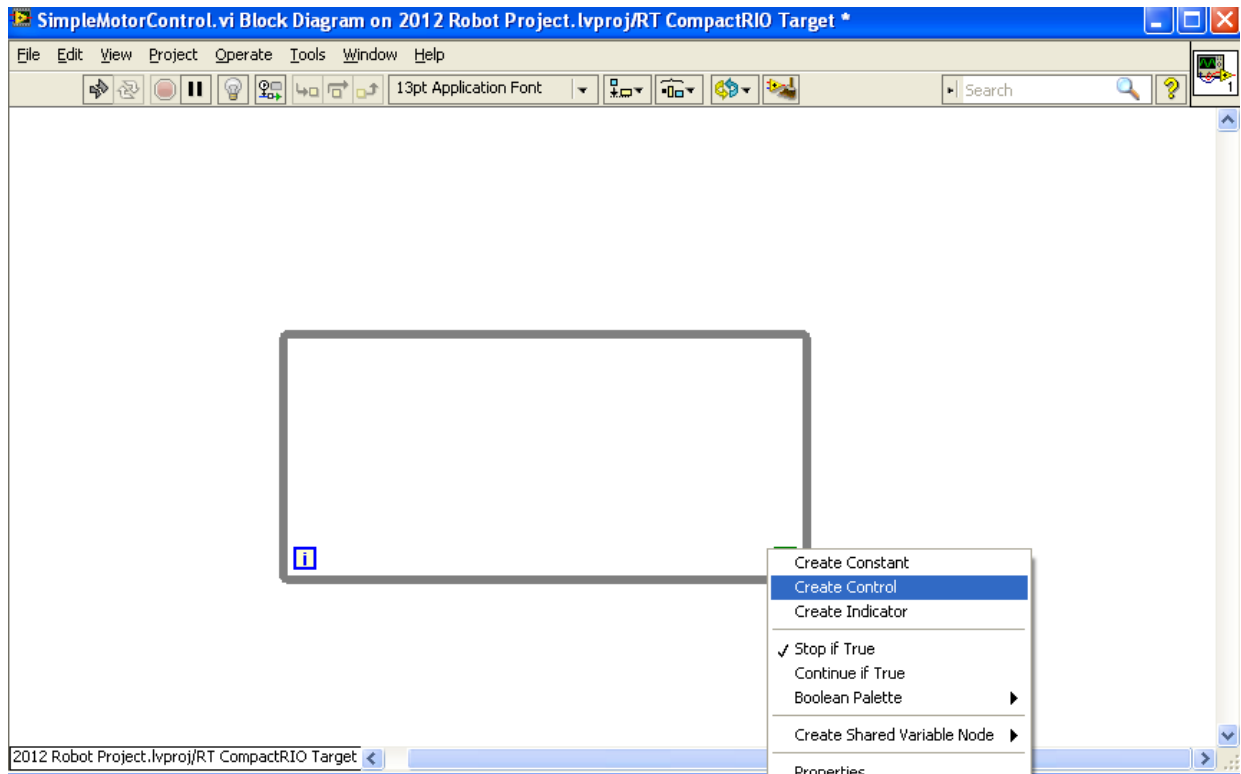 SimpleMotorControl.vi Block Diagram on 2012 Robot Project.lvproj/RT CompactRIO Target *
File Edit View Project Operate Tools Window Help
13pt Application Font
Search
1
i
Create Constant
Create Control
Create Indicator
Stop if True
Continue if True
Boolean Palette
Create Shared Variable Node
Properties
2012 Robot Project.lvproj/RT CompactRIO Target